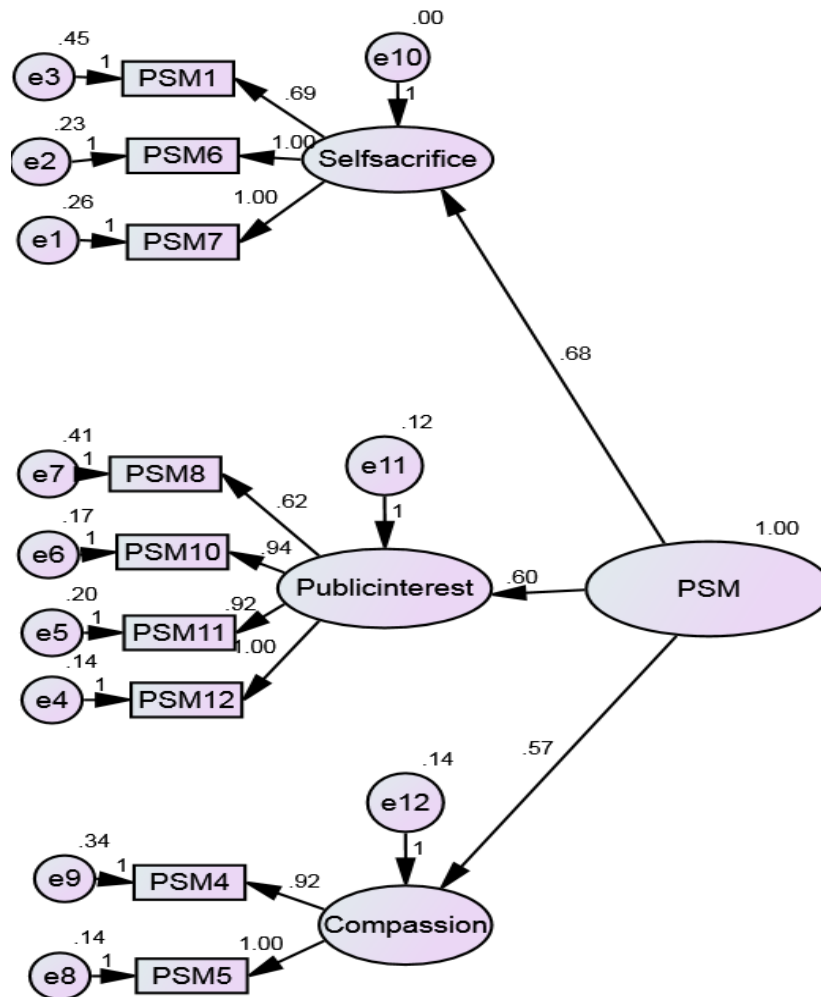 .00
.45
e10
e3
1
PSM1
1
.69
.23
e2
1
PSM6
1.00
Selfsacrifice
.26
1.00
e1
1
PSM7
.68
.41
.12
e7
1
PSM8
e11
.62
1
.17
1.00
e6
1
PSM10
.94
Publicinterest
.60
PSM
.20
.92
e5
1
PSM11
1.00
.14
e4
1
PSM12
.57
.14
e12
.34
1
e9
1
PSM4
.92
Compassion
.14
1.00
e8
1
PSM5